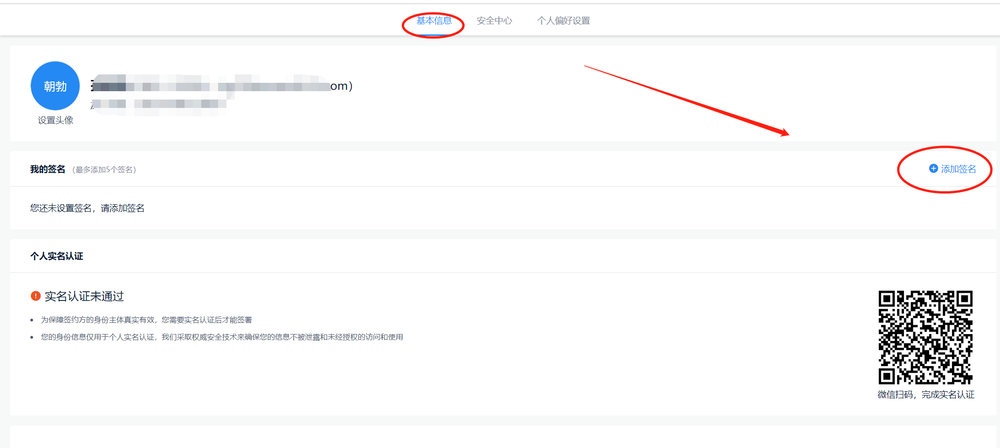 基本信息 安全中心 个人偏好设置
朝勃
om）
设置头像
我的签名 （最多添加5个签名）
添加签名
您还未设置签名，请添加签名
个人实名认证
实名认证未通过
为保障签约方的身份主体真实有效，您需要实名认证后才能签署
您的身份信息仅用于个人实名认证，我们采取权威安全技术来确保您的信息不被泄露和未经授权的访问和使用
微信扫码，完成实名认证